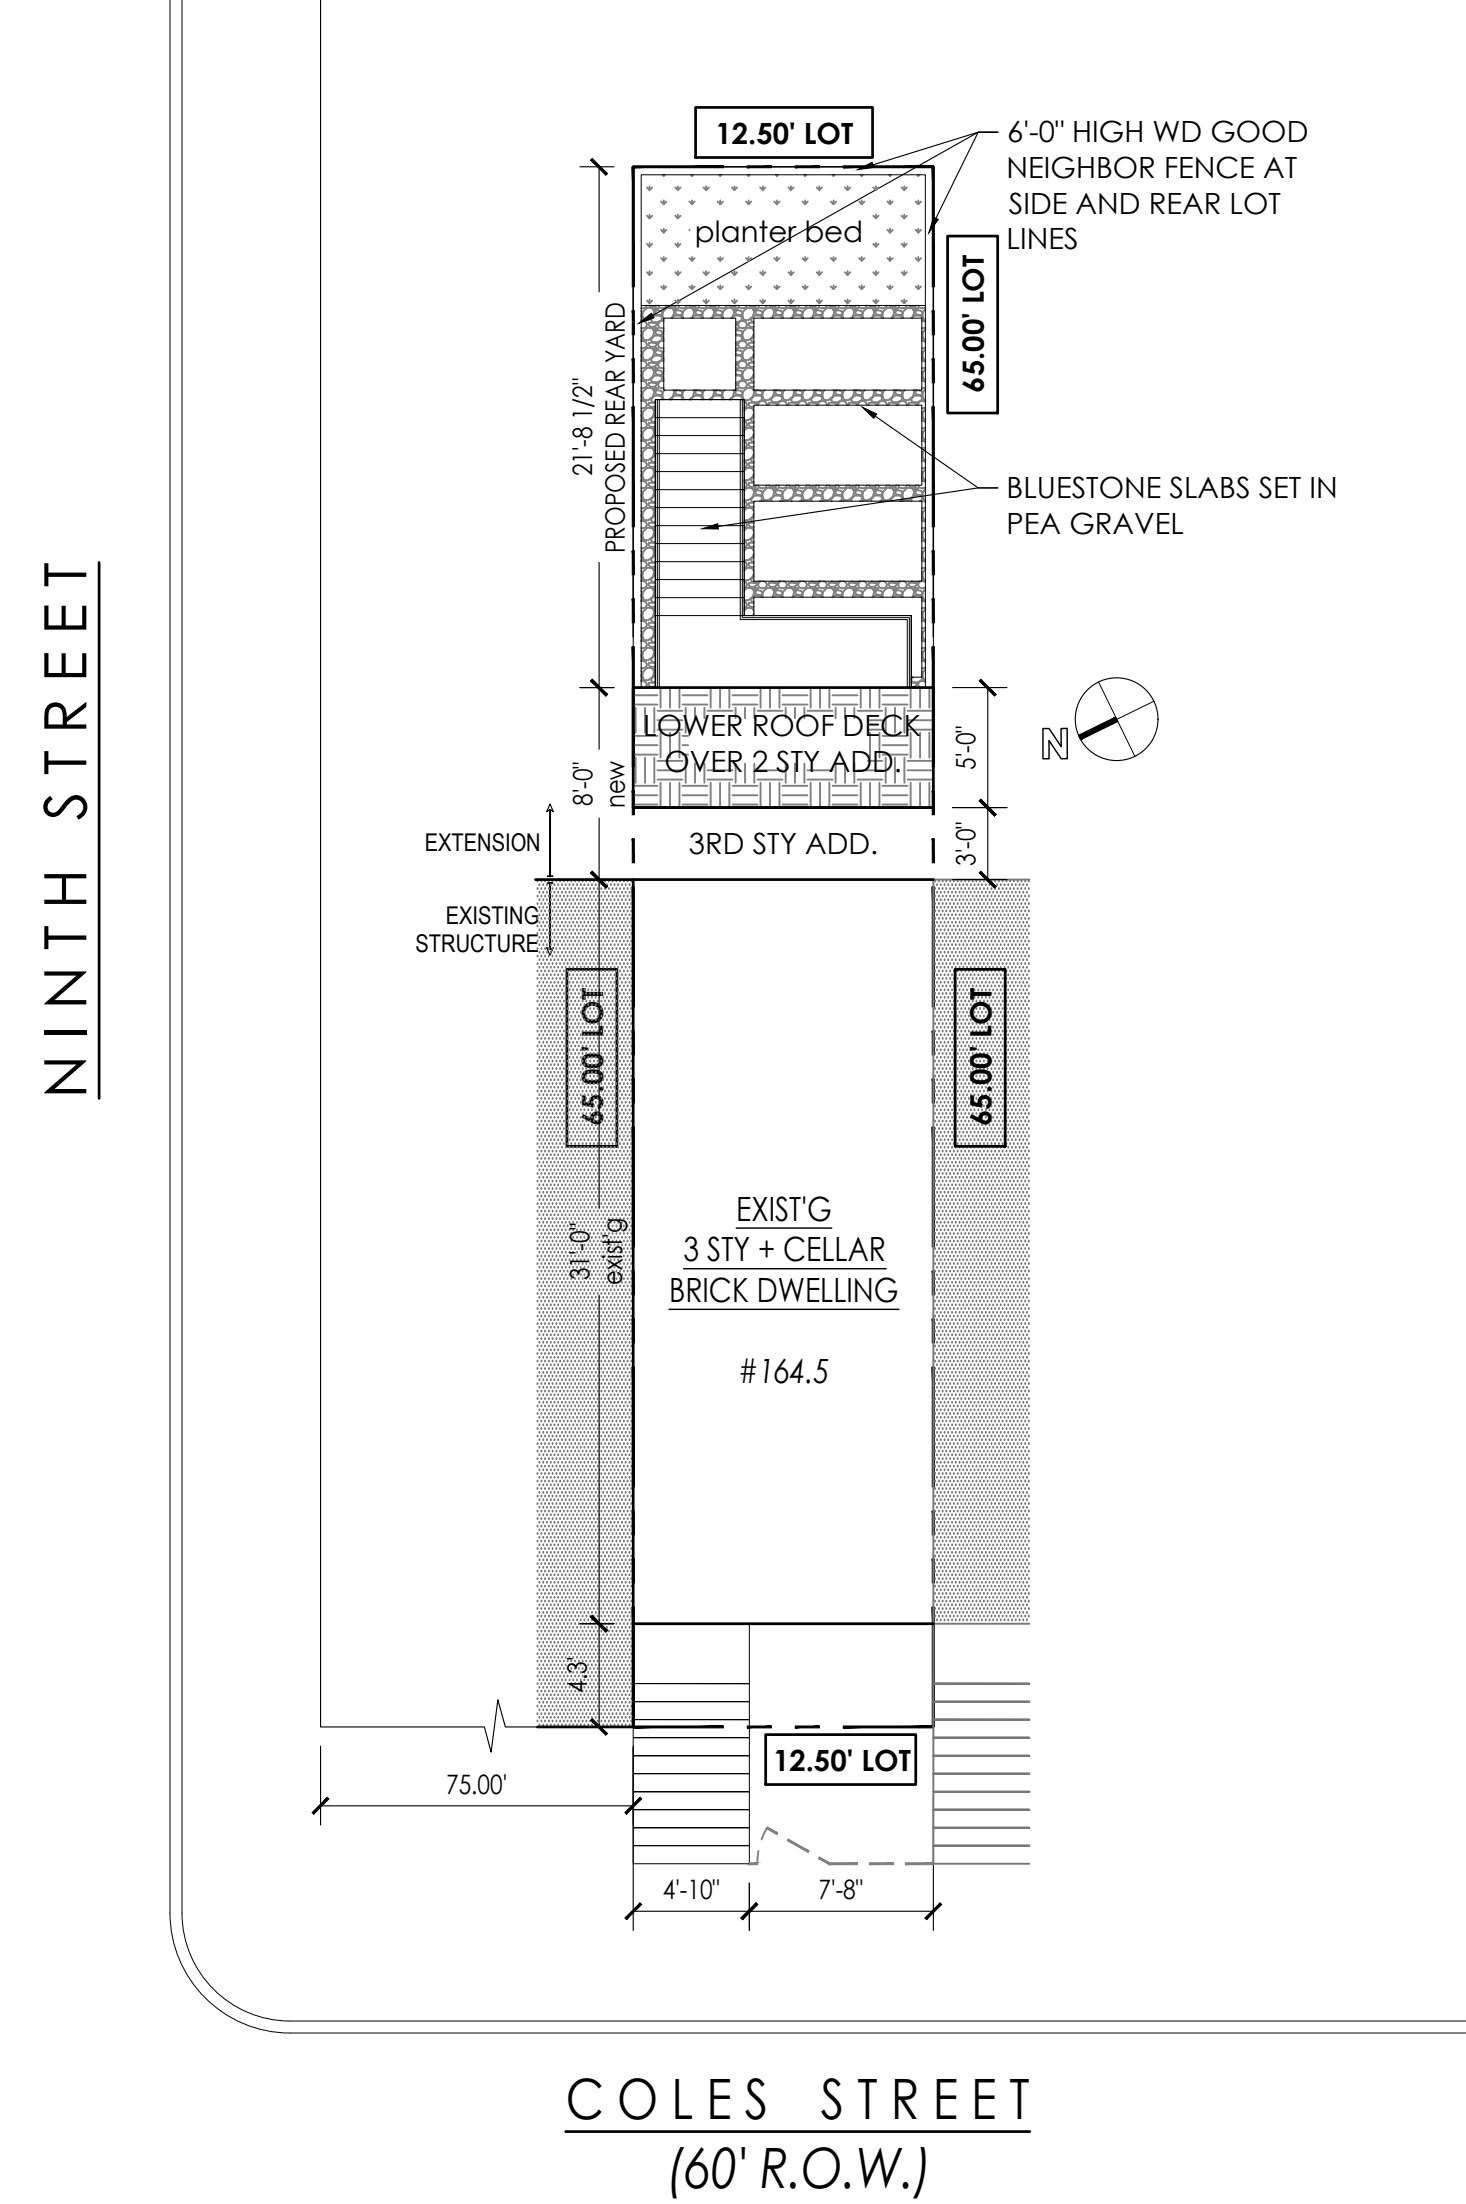 12.50' LOT
6'-0" HIGH WD GOOD
NEIGHBOR FENCE AT
SIDE AND REAR LOT
LINES
planter bed
65.00' LOT
21'-8 1/2"
PROPOSED REAR YARD
BLUESTONE SLABS SET IN
PEA GRAVEL
NINTH STREET
LOWER ROOF DECK
OVER 2 STY ADD.
N
5'-0"
8'-0"
new
EXTENSION
3RD STY ADD.
3'-0"
EXISTING
STRUCTURE
65.00' LOT
65.00' LOT
EXIST'G
3 STY + CELLAR
BRICK DWELLING
#164.5
31'-0"
exist'g
4.3'
12.50' LOT
75.00'
4'-10"
7'-8"
COLES STREET
(60' R.O.W.)